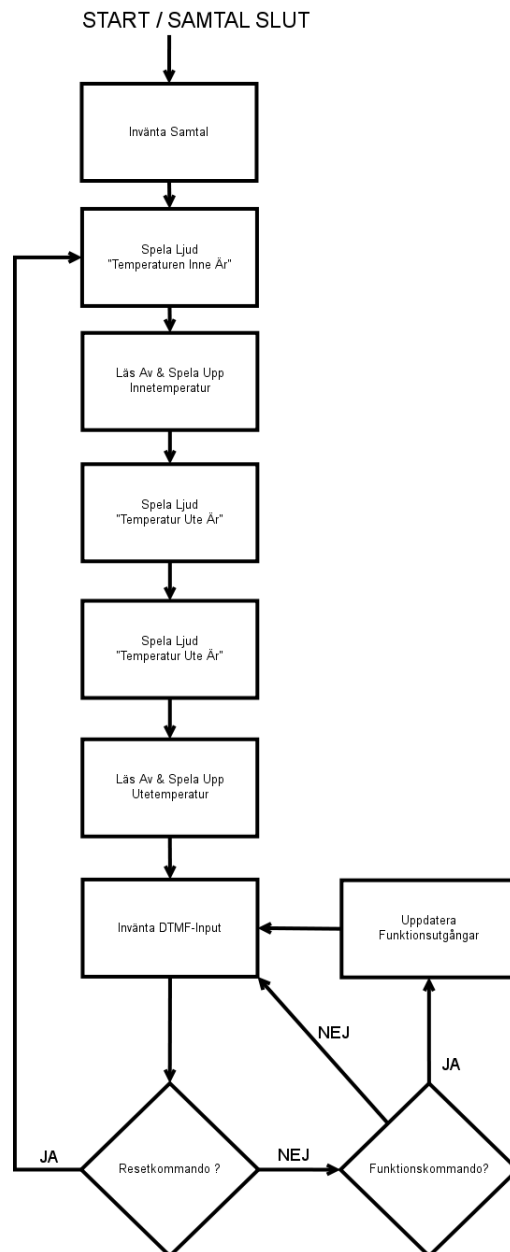 START / SAMTAL SLUT
Invänta Samtal
Spela Ljud
"Temperaturen Inne Är"
Läs Av & Spela Upp
Innetemperatur
Spela Ljud
"Temperatur Ute Är"
Spela Ljud
"Temperatur Ute Är"
Läs Av & Spela Upp
Utetemperatur
Invänta DTMF-Input
Uppdatera
Funktionsutgångar
NEJ
JA
JA
Resetkommando ?
NEJ
Funktionskommando?